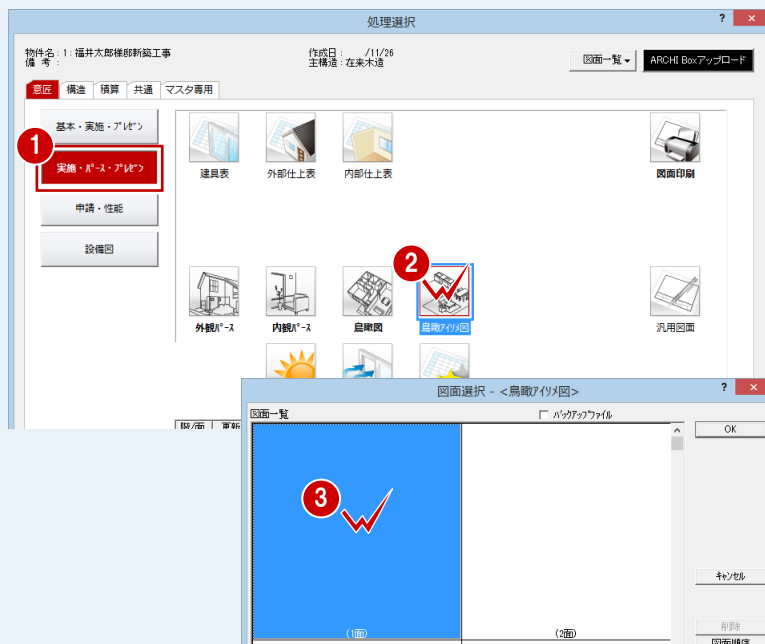 処理選択
? ×
物件名：1：福井太郎様邸新築工事
備 考：
作成日： /11/26
主構造：在来木造
図面一覧
ARCHI Boxアップロード
意匠 構造 積算 共通 マスタ専用
基本・実施・ﾌﾟﾚｾﾞﾝ
1
実施・ﾊﾟｰｽ・ﾌﾟﾚｾﾞﾝ
申請・性能
設備図
建具表 外部仕上表 内部仕上表 図面印刷
2
外観ﾊﾟｰｽ 内観ﾊﾟｰｽ 鳥瞰図 鳥瞰ｱｲｿﾒ図 汎用図面
階/面 更新
図面選択 - <鳥瞰ｱｲｿﾒ図>
? ×
図面一覧
ﾊﾞｯｸｱｯﾌﾟﾌｧｲﾙ
OK
3
ｷｬﾝｾﾙ
削除
(1面) (2面)
図面順序